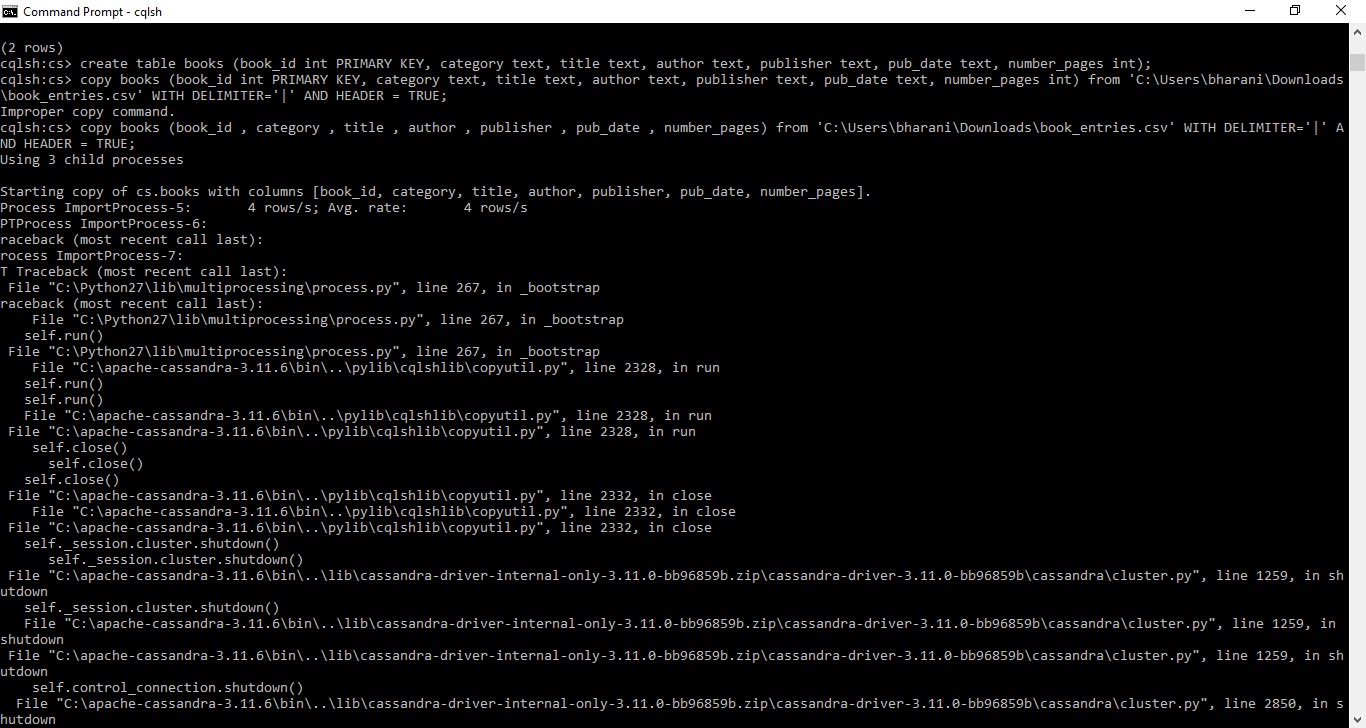 Command Prompt - cqlsh
(2 rows)
cqlsh:cs> create table books (book_id int PRIMARY KEY, category text, title text, author text, publisher text, pub_date text, number_pages int);
cqlsh:cs> copy books (book_id int PRIMARY KEY, category text, title text, author text, publisher text, pub_date text, number_pages int) from 'C:\Users\bharani\Downloads
\book_entries.csv' WITH DELIMITER='|' AND HEADER = TRUE;
Improper copy command.
cqlsh:cs> copy books (book_id , category , title , author , publisher , pub_date , number_pages) from 'C:\Users\bharani\Downloads\book_entries.csv' WITH DELIMITER='|' A
ND HEADER = TRUE;
Using 3 child processes
Starting copy of cs.books with columns [book_id, category, title, author, publisher, pub_date, number_pages].
Process ImportProcess-5:       4 rows/s; Avg. rate:       4 rows/s
PTProcess ImportProcess-6:
raceback (most recent call last):
rocess ImportProcess-7:
T Traceback (most recent call last):
 File "C:\Python27\lib\multiprocessing\process.py", line 267, in _bootstrap
raceback (most recent call last):
    File "C:\Python27\lib\multiprocessing\process.py", line 267, in _bootstrap
   self.run()
 File "C:\Python27\lib\multiprocessing\process.py", line 267, in _bootstrap
    File "C:\apache-cassandra-3.11.6\bin\..\pylib\cqlshlib\copyutil.py", line 2328, in run
   self.run()
   self.run()
   File "C:\apache-cassandra-3.11.6\bin\..\pylib\cqlshlib\copyutil.py", line 2328, in run
 File "C:\apache-cassandra-3.11.6\bin\..\pylib\cqlshlib\copyutil.py", line 2328, in run
    self.close()
      self.close()
   self.close()
 File "C:\apache-cassandra-3.11.6\bin\..\pylib\cqlshlib\copyutil.py", line 2332, in close
    File "C:\apache-cassandra-3.11.6\bin\..\pylib\cqlshlib\copyutil.py", line 2332, in close
 File "C:\apache-cassandra-3.11.6\bin\..\pylib\cqlshlib\copyutil.py", line 2332, in close
   self._session.cluster.shutdown()
      self._session.cluster.shutdown()
 File "C:\apache-cassandra-3.11.6\bin\..\lib\cassandra-driver-internal-only-3.11.0-bb96859b.zip\cassandra-driver-3.11.0-bb96859b\cassandra\cluster.py", line 1259, in sh
utdown
   self._session.cluster.shutdown()
   File "C:\apache-cassandra-3.11.6\bin\..\lib\cassandra-driver-internal-only-3.11.0-bb96859b.zip\cassandra-driver-3.11.0-bb96859b\cassandra\cluster.py", line 1259, in
shutdown
 File "C:\apache-cassandra-3.11.6\bin\..\lib\cassandra-driver-internal-only-3.11.0-bb96859b.zip\cassandra-driver-3.11.0-bb96859b\cassandra\cluster.py", line 1259, in sh
utdown
    self.control_connection.shutdown()
  File "C:\apache-cassandra-3.11.6\bin\..\lib\cassandra-driver-internal-only-3.11.0-bb96859b.zip\cassandra-driver-3.11.0-bb96859b\cassandra\cluster.py", line 2850, in s
hutdown